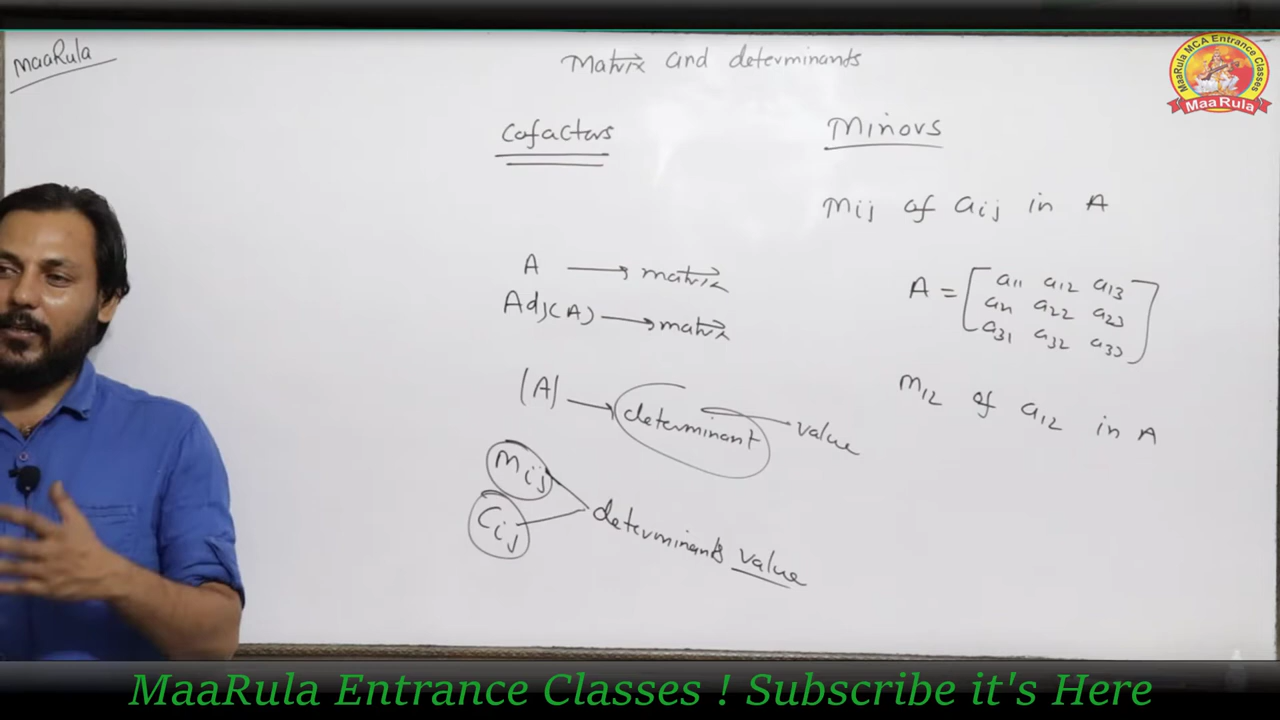 MaaRula
Matrix and determinants
MaaRula MCA Entrance Classes
MaaRula
Cofactors
Minors
Mij of aij in A
A → matrix
Adj(A) → matrix
A = [a11 a12 a13
a21 a22 a23
a31 a32 a33]
|A| → determinant value
M12 of a12 in A
Mij
Cij
determinants value
MaaRula Entrance Classes ! Subscribe it's Here